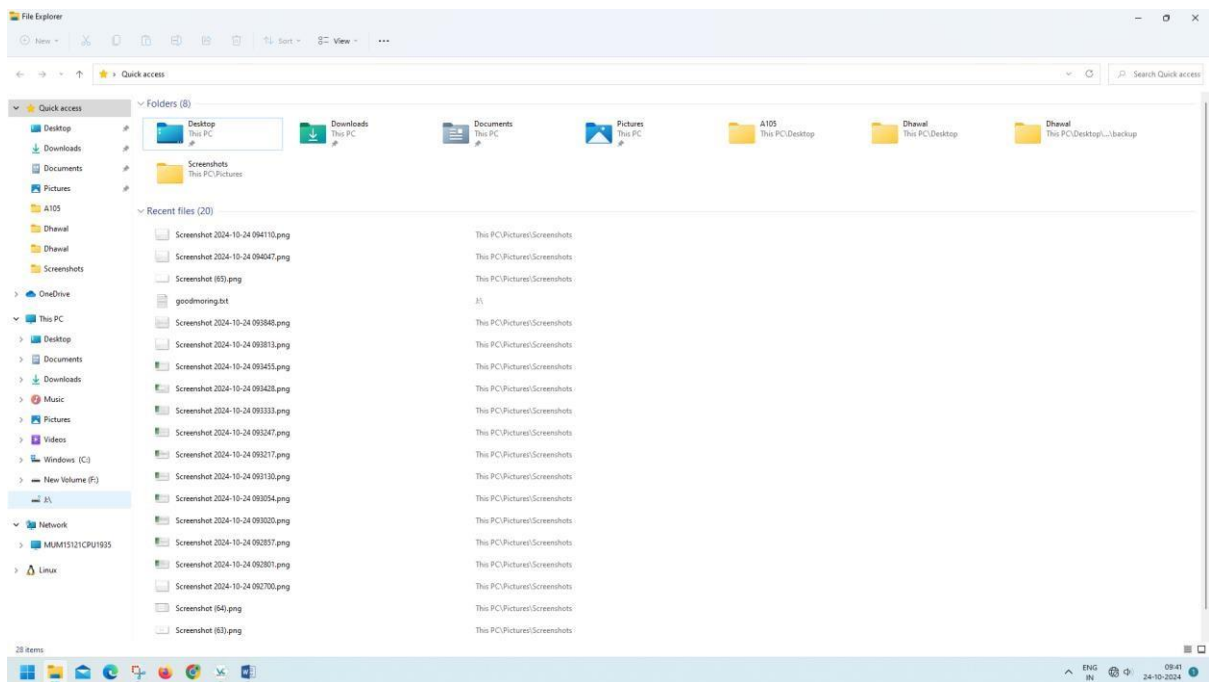 File Explorer
New
Sort
View
Quick access
Search Quick access
Quick access
Desktop
Downloads
Documents
Pictures
A105
Dhawal
Dhawal
Screenshots
OneDrive
This PC
Desktop
Documents
Downloads
Music
Pictures
Videos
Windows (C:)
New Volume (F:)
Network
MUM15121CPU1935
Linux
Folders (8)
Desktop
This PC
Downloads
This PC
Documents
This PC
Pictures
This PC
A105
This PC\Desktop
Dhawal
This PC\Desktop
Dhawal
This PC\Desktop\...\backup
Screenshots
This PC\Pictures
Recent files (20)
Screenshot 2024-10-24 094110.png This PC\Pictures\Screenshots
Screenshot 2024-10-24 094047.png This PC\Pictures\Screenshots
Screenshot (65).png This PC\Pictures\Screenshots
goodmoring.txt
Screenshot 2024-10-24 093848.png This PC\Pictures\Screenshots
Screenshot 2024-10-24 093813.png This PC\Pictures\Screenshots
Screenshot 2024-10-24 093455.png This PC\Pictures\Screenshots
Screenshot 2024-10-24 093428.png This PC\Pictures\Screenshots
Screenshot 2024-10-24 093333.png This PC\Pictures\Screenshots
Screenshot 2024-10-24 093247.png This PC\Pictures\Screenshots
Screenshot 2024-10-24 093217.png This PC\Pictures\Screenshots
Screenshot 2024-10-24 093130.png This PC\Pictures\Screenshots
Screenshot 2024-10-24 093054.png This PC\Pictures\Screenshots
Screenshot 2024-10-24 093020.png This PC\Pictures\Screenshots
Screenshot 2024-10-24 092857.png This PC\Pictures\Screenshots
Screenshot 2024-10-24 092801.png This PC\Pictures\Screenshots
Screenshot 2024-10-24 092700.png This PC\Pictures\Screenshots
Screenshot (64).png This PC\Pictures\Screenshots
Screenshot (63).png This PC\Pictures\Screenshots
28 items
ENG
IN
09:41
24-10-2024